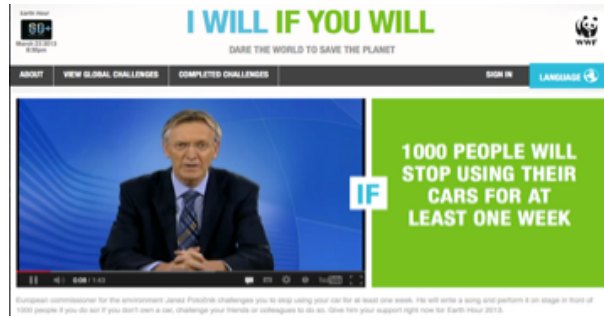 Earth Hour
60+
March 23 2013
8:30pm
I WILL IF YOU WILL
DARE THE WORLD TO SAVE THE PLANET
WWF
ABOUT VIEW GLOBAL CHALLENGES COMPLETED CHALLENGES SIGN IN LANGUAGE
IF
1000 PEOPLE WILL
STOP USING THEIR
CARS FOR AT
LEAST ONE WEEK
0:08 / 1:43
European commissioner for the environment Janez Potočnik challenges you to stop using your car for at least one week. He will write a song and perform it on stage in front of
1000 people if you do so! If you don't own a car, challenge your friends or colleagues to do so. Give him your support right now for Earth Hour 2013.